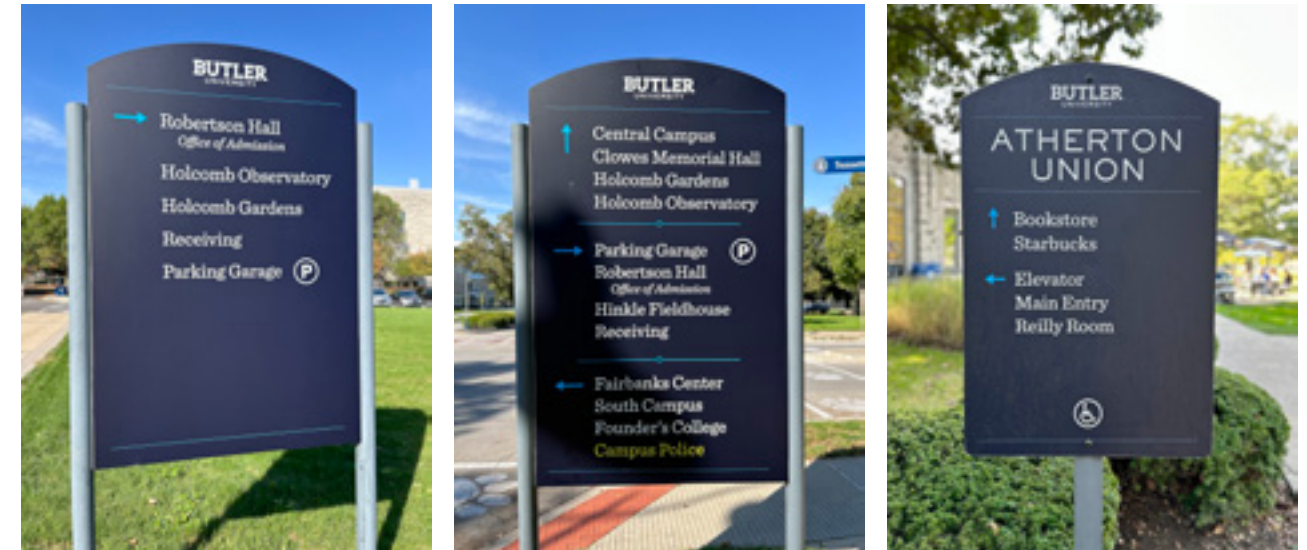 BUTLER
UNIVERSITY
Robertson Hall
Office of Admission
Holcomb Observatory
Holcomb Gardens
Receiving
Parking Garage P
BUTLER
UNIVERSITY
Central Campus
Clowes Memorial Hall
Holcomb Gardens
Holcomb Observatory
Parking Garage P
Robertson Hall
Office of Admission
Hinkle Fieldhouse
Receiving
Fairbanks Center
South Campus
Founder's College
Campus Police
BUTLER
UNIVERSITY
ATHERTON
UNION
Bookstore
Starbucks
Elevator
Main Entry
Reilly Room